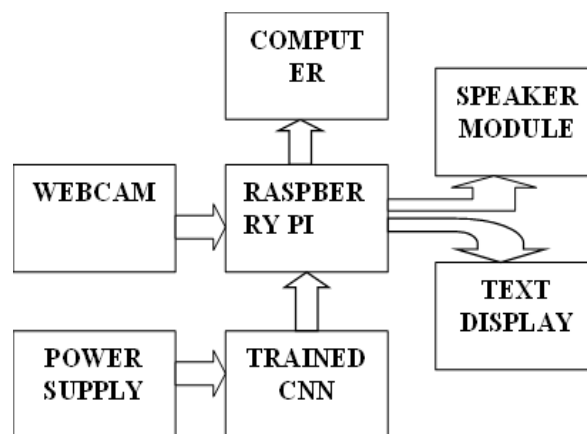 COMPUT
ER
SPEAKER
MODULE
WEBCAM
RASPBER
RY PI
TEXT
DISPLAY
POWER
SUPPLY
TRAINED
CNN